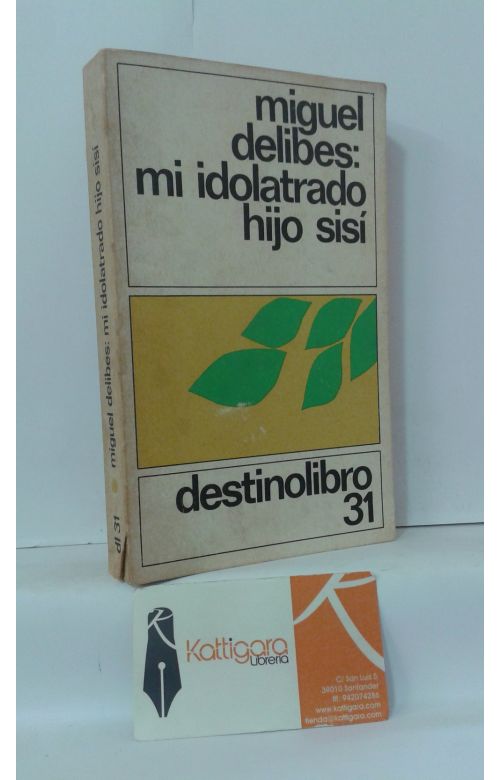 miguel
delibes:
mi idolatrado
hijo sisí
destinolibro
31
dl 31 miguel delibes: mi idolatrado hijo sisí
Kattigara
Librería
C/ San Luis 5
39010 Santander
tlf: 942074286
www.kattigara.com
tienda@kattigara.com